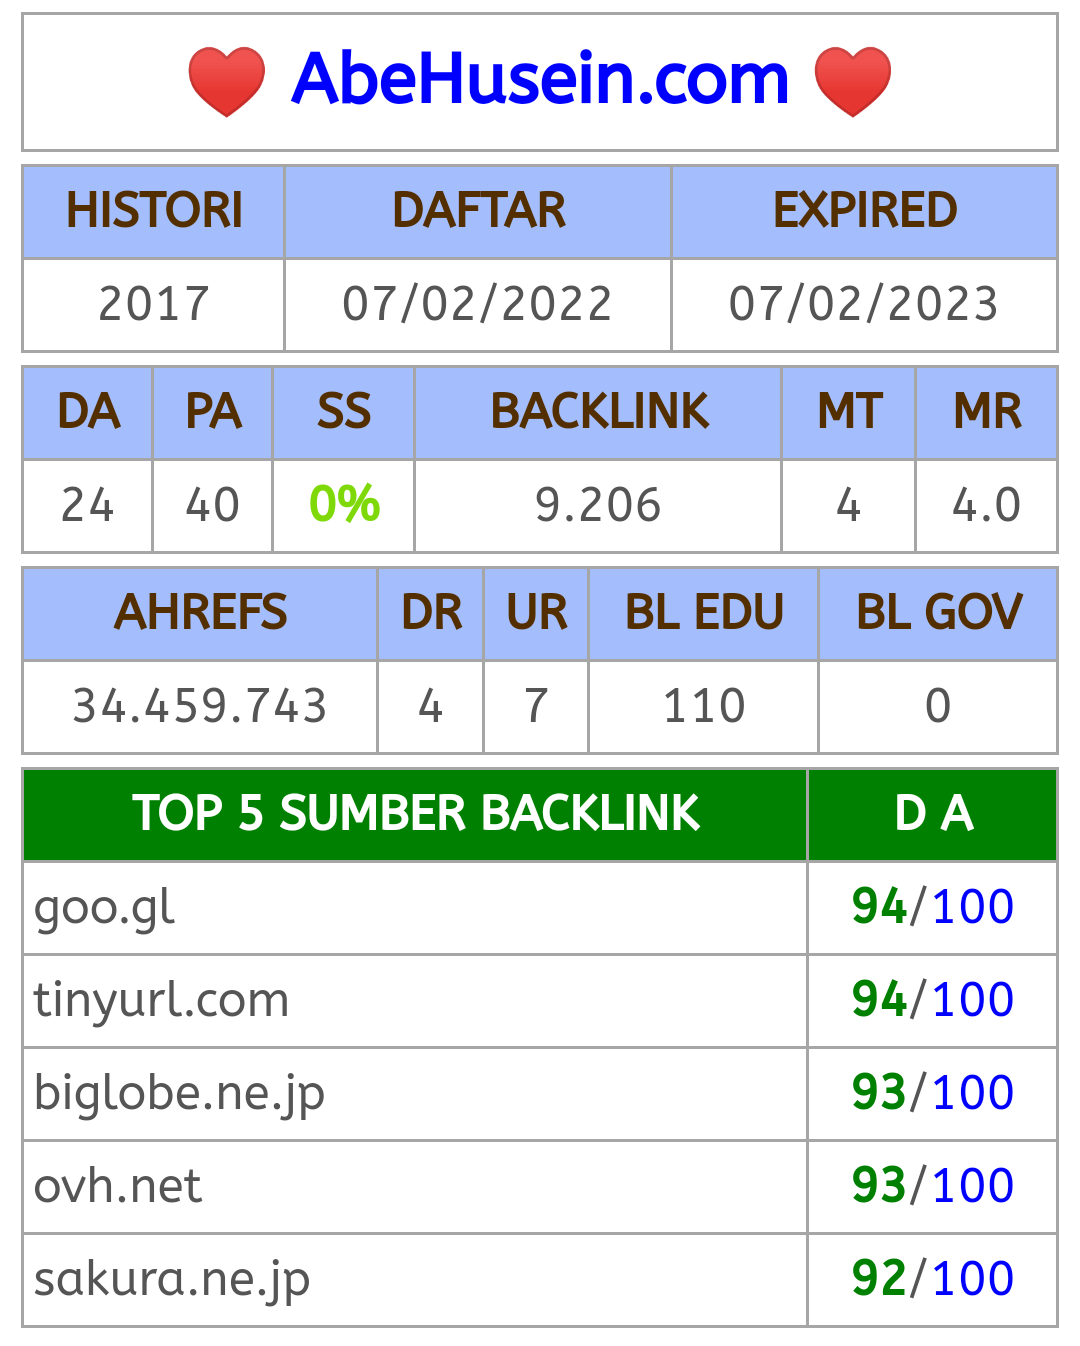 AbeHusein.com
HISTORI DAFTAR EXPIRED
2017 07/02/2022 07/02/2023
DA PA SS BACKLINK MT MR
24 40 0% 9.206 4 4.0
AHREFS DR UR BL EDU BL GOV
34.459.743 4 7 110 0
TOP 5 SUMBER BACKLINK D A
goo.gl 94/100
tinyurl.com 94/100
biglobe.ne.jp 93/100
ovh.net 93/100
sakura.ne.jp 92/100